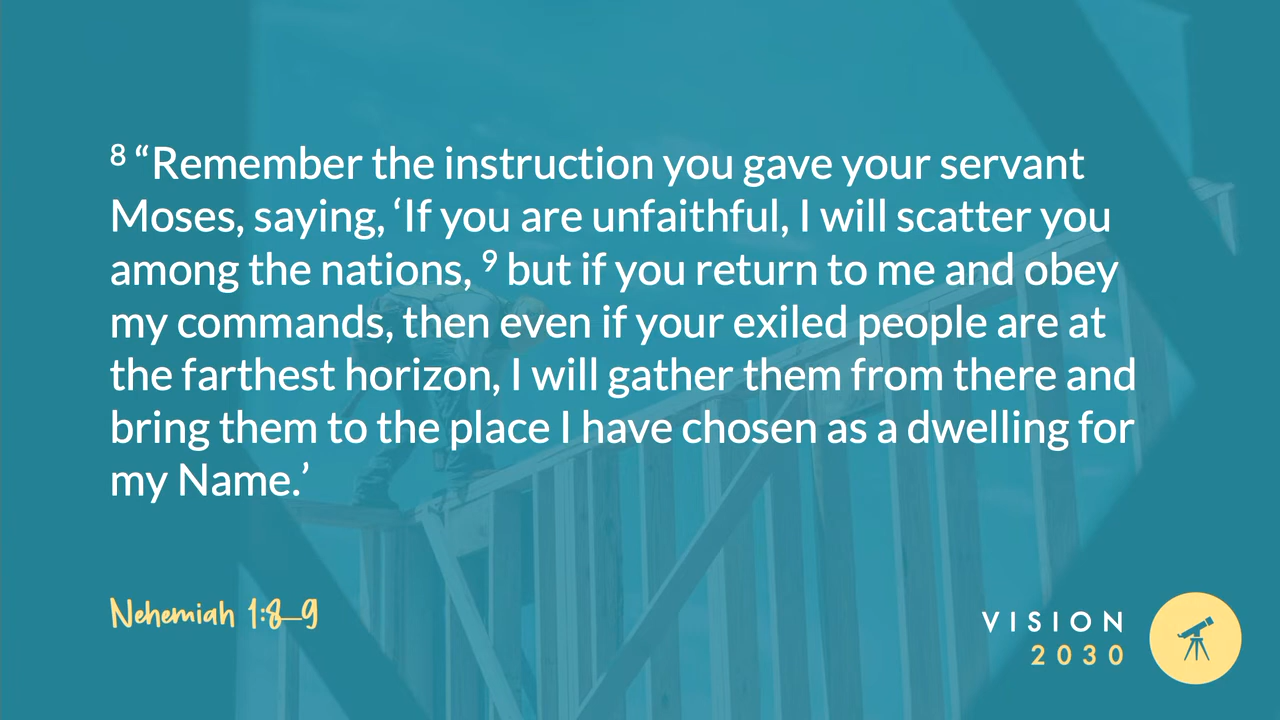 8 “Remember the instruction you gave your servant
Moses, saying, ‘If you are unfaithful, I will scatter you
among the nations, 9 but if you return to me and obey
my commands, then even if your exiled people are at
the farthest horizon, I will gather them from there and
bring them to the place I have chosen as a dwelling for
my Name.’
Nehemiah 1:8–9
VISION
2030